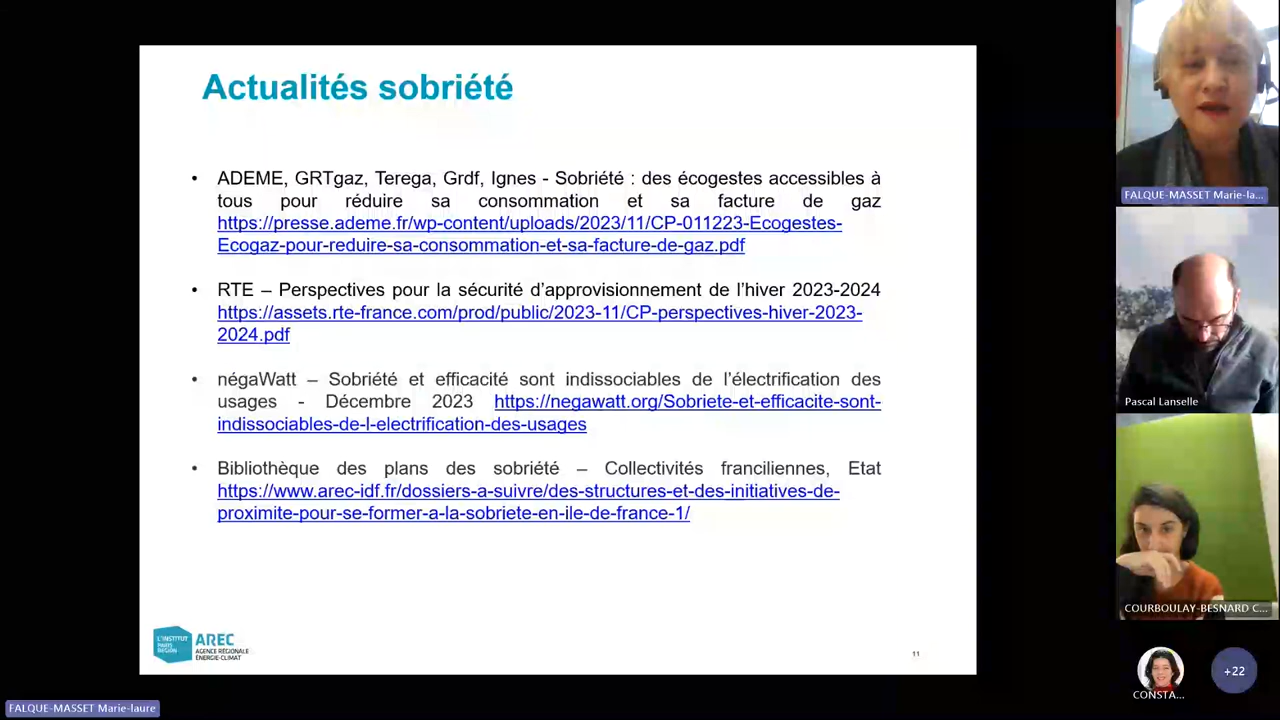 Actualités sobriété
• ADEME, GRTgaz, Terega, Grdf, Ignes - Sobriété : des écogestes accessibles à
tous pour réduire sa consommation et sa facture de gaz
https://presse.ademe.fr/wp-content/uploads/2023/11/CP-011223-Ecogestes-
Ecogaz-pour-reduire-sa-consommation-et-sa-facture-de-gaz.pdf
• RTE – Perspectives pour la sécurité d’approvisionnement de l’hiver 2023-2024
https://assets.rte-france.com/prod/public/2023-11/CP-perspectives-hiver-2023-
2024.pdf
• négaWatt – Sobriété et efficacité sont indissociables de l’électrification des
usages - Décembre 2023 https://negawatt.org/Sobriete-et-efficacite-sont-
indissociables-de-l-electrification-des-usages
• Bibliothèque des plans des sobriété – Collectivités franciliennes, Etat
https://www.arec-idf.fr/dossiers-a-suivre/des-structures-et-des-initiatives-de-
proximite-pour-se-former-a-la-sobriete-en-ile-de-france-1/
L'INSTITUT
PARIS
REGION
AREC
AGENCE RÉGIONALE
ÉNERGIE-CLIMAT
11
FALQUE-MASSET Marie-la...
Pascal Lanselle
COURBOULAY-BESNARD C...
CONSTA...
+22
FALQUE-MASSET Marie-laure